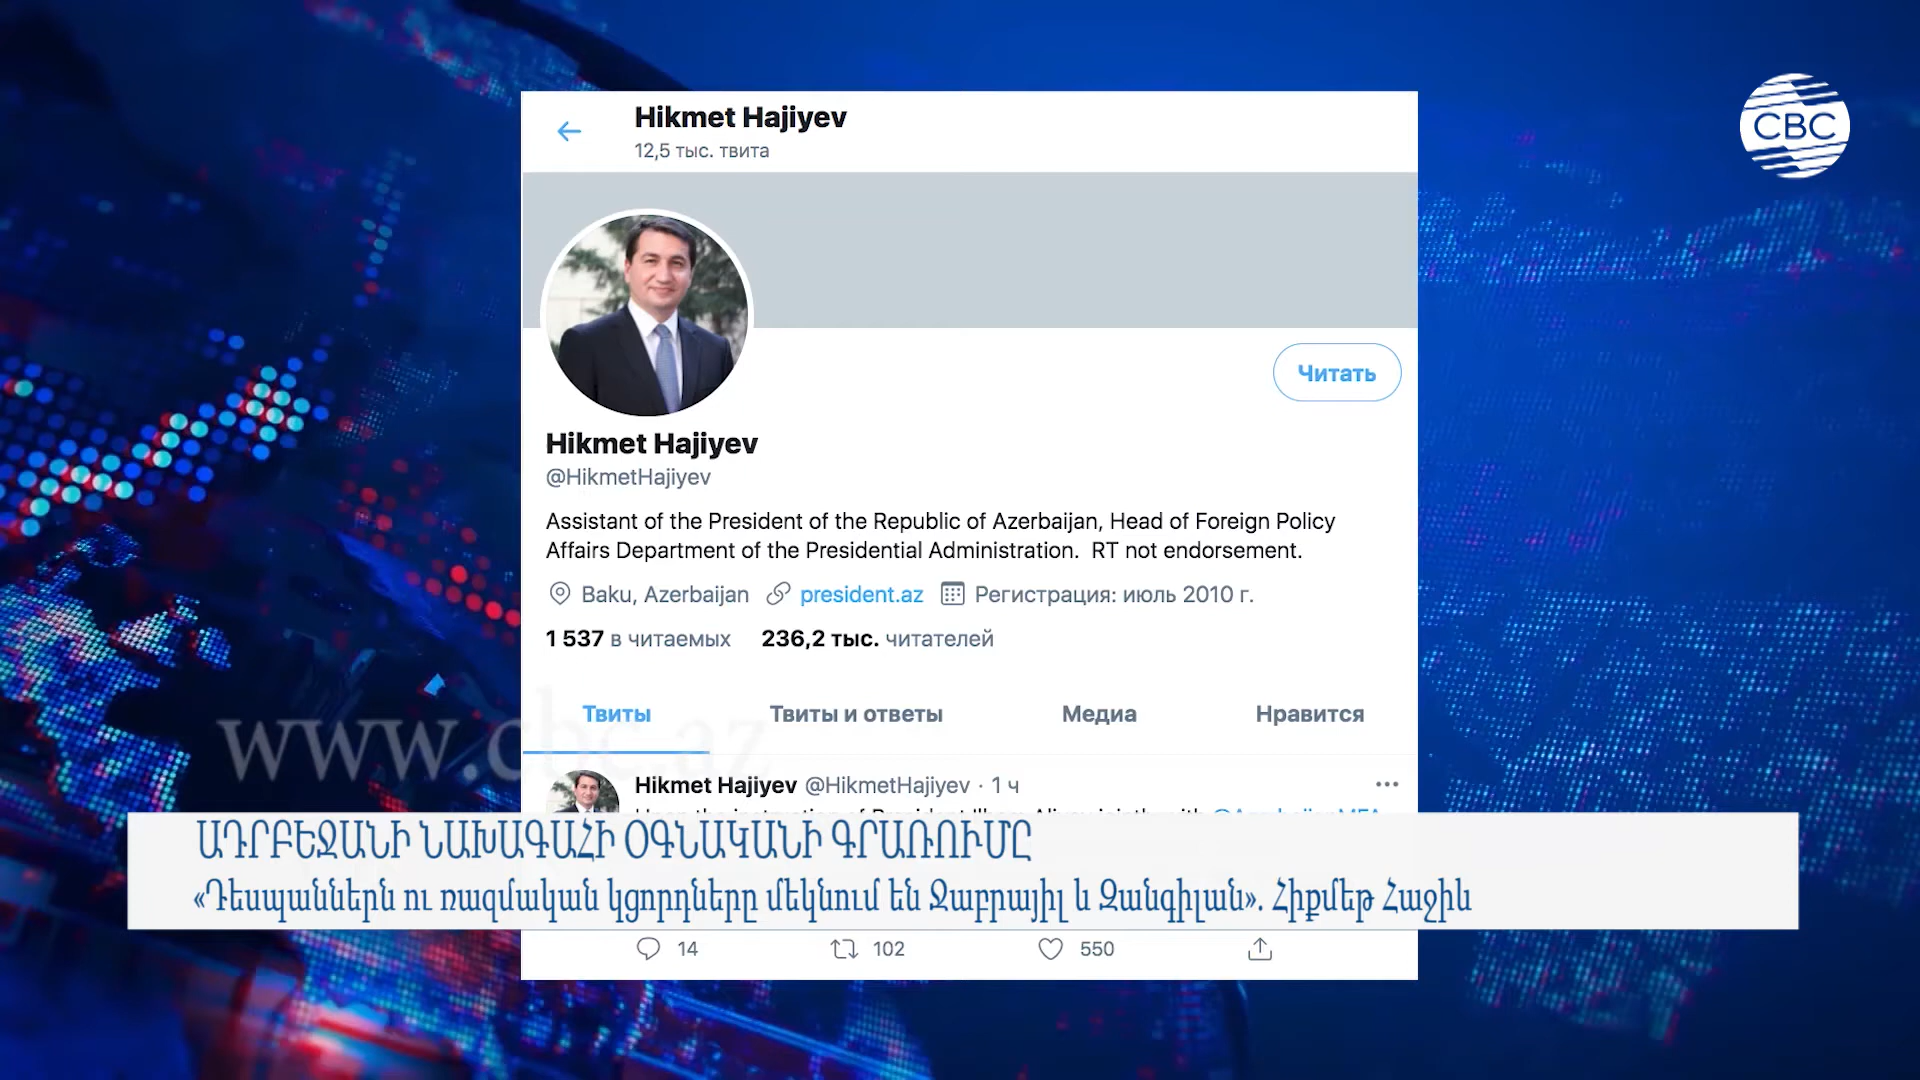 Hikmet Hajiyev
12,5 тыс. твита
CBC
Читать
Hikmet Hajiyev
@HikmetHajiyev
Assistant of the President of the Republic of Azerbaijan, Head of Foreign Policy
Affairs Department of the Presidential Administration. RT not endorsement.
Baku, Azerbaijan president.az Регистрация: июль 2010 г.
1 537 в читаемых 236,2 тыс. читателей
Твиты Твиты и ответы Медиа Нравится
www.cbc.az
Hikmet Hajiyev @HikmetHajiyev · 1 ч
ԱԴՐԲԵՋԱՆԻ ՆԱԽԱԳԱՀԻ ՕԳՆԱԿԱՆԻ ԳՐԱՌՈՒՄԸ
«Դեսպաններն ու ռազմական կցորդները մեկնում են Ջաբրայիլ և Զանգիլան». Հիքմեթ Հաջիև
14 102 550